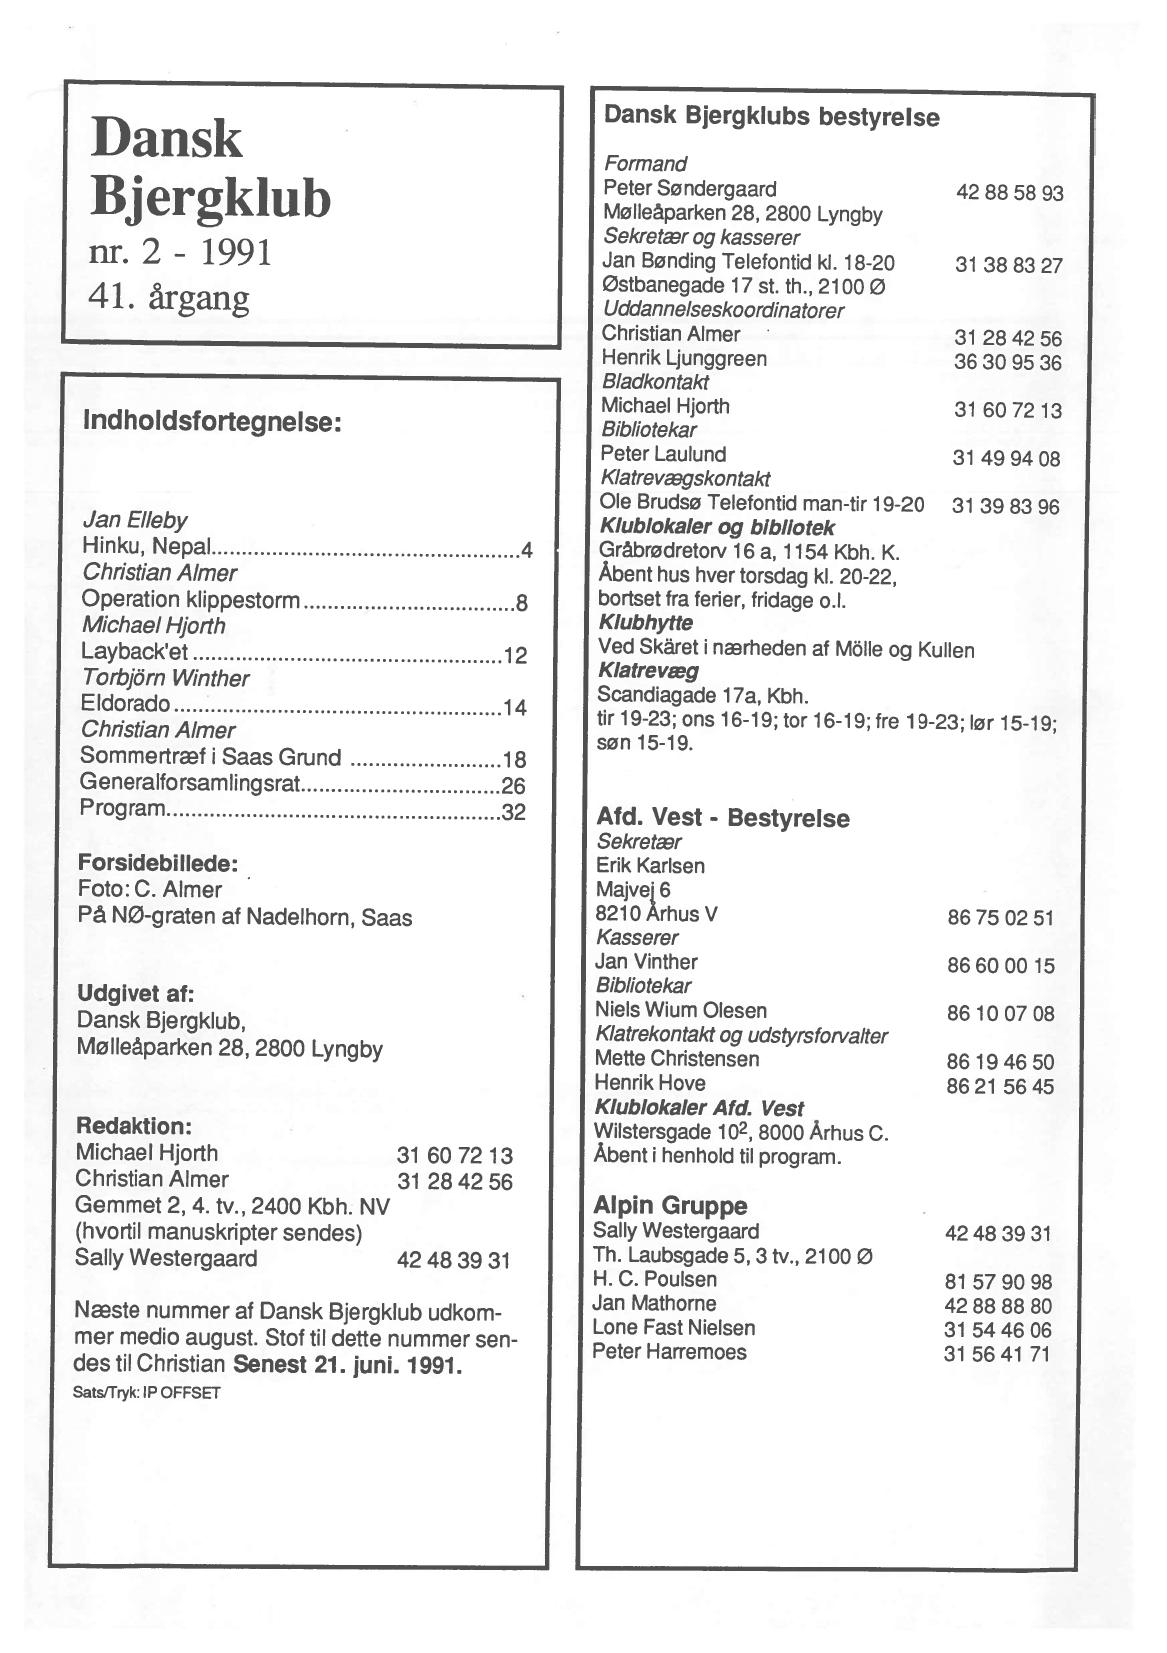 Dansk
Bjergklub
nr. 2 - 1991
41. årgang
Indholdsfortegnelse:
Jan Elleby
Hinku, Nepal..........................................4
Christian Almer
Operation klippestorm.............................8
Michael Hjorth
Layback'et..........................................12
Torbjörn Winther
Eldorado............................................14
Christian Almer
Sommertræf i Saas Grund .........................18
Generalforsamlingsrat.................................26
Program.............................................32
Forsidebillede:
Foto: C. Almer
På NØ-graten af Nadelhorn, Saas
Udgivet af:
Dansk Bjergklub,
Mølleåparken 28, 2800 Lyngby
Redaktion:
Michael Hjorth 31 60 72 13
Christian Almer 31 28 42 56
Gemmet 2, 4. tv., 2400 Kbh. NV
(hvortil manuskripter sendes)
Sally Westergaard 42 48 39 31
Næste nummer af Dansk Bjergklub udkom-
mer medio august. Stof til dette nummer sen-
des til Christian Senest 21. juni. 1991.
Sats/Tryk: IP OFFSET
Dansk Bjergklubs bestyrelse
Formand
Peter Søndergaard 42 88 58 93
Mølleåparken 28, 2800 Lyngby
Sekretær og kasserer
Jan Bønding Telefontid kl. 18-20 31 38 83 27
Østbanegade 17 st. th., 2100 Ø
Uddannelseskoordinatorer
Christian Almer 31 28 42 56
Henrik Ljunggreen 36 30 95 36
Bladkontakt
Michael Hjorth 31 60 72 13
Bibliotekar
Peter Laulund 31 49 94 08
Klatrevægskontakt
Ole Brudsø Telefontid man-tir 19-20 31 39 83 96
Klublokaler og bibliotek
Gråbrødretorv 16 a, 1154 Kbh. K.
Åbent hus hver torsdag kl. 20-22,
bortset fra ferier, fridage o.l.
Klubhytte
Ved Skäret i nærheden af Mölle og Kullen
Klatrevæg
Scandiagade 17a, Kbh.
tir 19-23; ons 16-19; tor 16-19; fre 19-23; lør 15-19;
søn 15-19.
Afd. Vest - Bestyrelse
Sekretær
Erik Karlsen
Majvej 6
8210 Århus V 86 75 02 51
Kasserer
Jan Vinther 86 60 00 15
Bibliotekar
Niels Wium Olesen 86 10 07 08
Klatrekontakt og udstyrsforvalter
Mette Christensen 86 19 46 50
Henrik Hove 86 21 56 45
Klublokaler Afd. Vest
Wilstersgade 10², 8000 Århus C.
Åbent i henhold til program.
Alpin Gruppe
Sally Westergaard 42 48 39 31
Th. Laubsgade 5, 3 tv., 2100 Ø
H. C. Poulsen 81 57 90 98
Jan Mathorne 42 88 88 80
Lone Fast Nielsen 31 54 46 06
Peter Harremoes 31 56 41 71